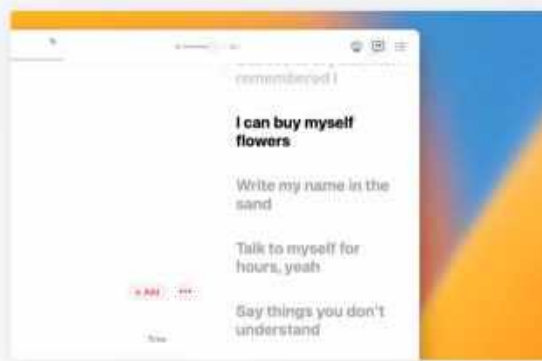 remembered I
I can buy myself
flowers
Write my name in the
sand
Talk to myself for
hours, yeah
Say things you don't
understand
+ Add
Time